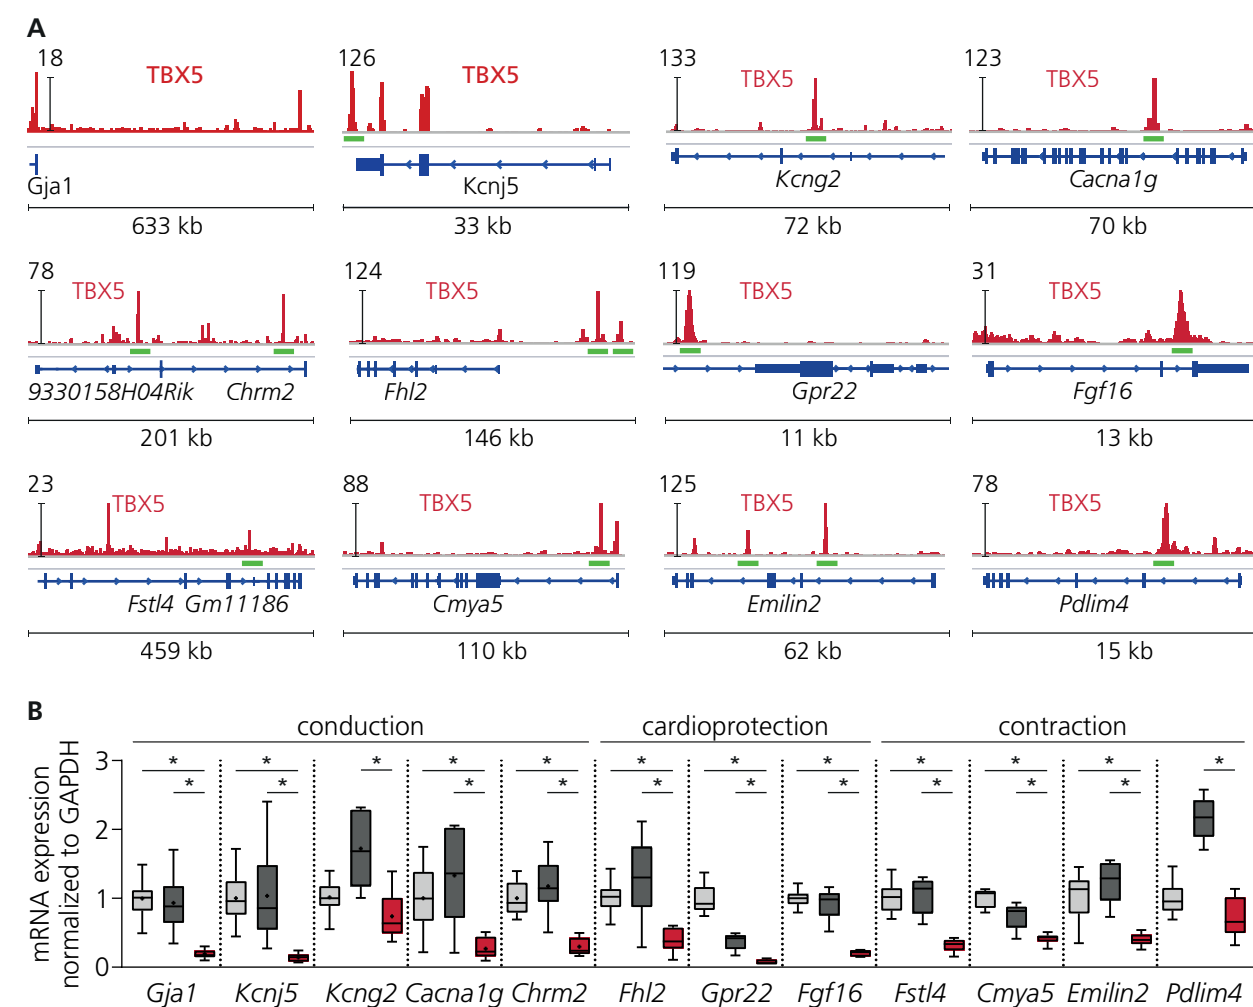 A
18 TBX5 126 TBX5 133 TBX5 123 TBX5
Gja1 Kcnj5 Kcng2 Cacna1g
633 kb 33 kb 72 kb 70 kb
78 TBX5 124 TBX5 119 TBX5 31 TBX5
9330158H04Rik Chrm2 Fhl2 Gpr22 Fgf16
201 kb 146 kb 11 kb 13 kb
23 TBX5 88 TBX5 125 TBX5 78 TBX5
Fstl4 Gm11186 Cmya5 Emilin2 Pdlim4
459 kb 110 kb 62 kb 15 kb
B
conduction cardioprotection contraction
mRNA expression
normalized to GAPDH
3
* * * * * * * * * * * *
* * * * * * * * * *
2
1
0
Gja1 Kcnj5 Kcng2 Cacna1g Chrm2 Fhl2 Gpr22 Fgf16 Fstl4 Cmya5 Emilin2 Pdlim4